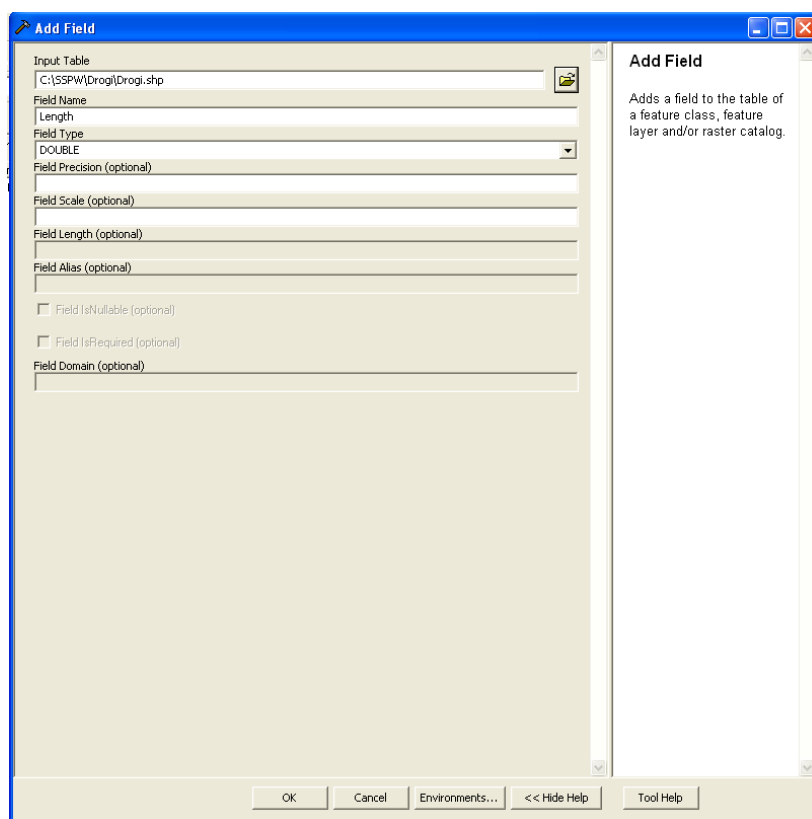 Add Field
Input Table
C:\SSPW\Drogi\Drogi.shp
Field Name
Length
Field Type
DOUBLE
Field Precision (optional)
Field Scale (optional)
Field Length (optional)
Field Alias (optional)
Field IsNullable (optional)
Field IsRequired (optional)
Field Domain (optional)
Add Field
Adds a field to the table of
a feature class, feature
layer and/or raster catalog.
OK
Cancel
Environments...
<< Hide Help
Tool Help